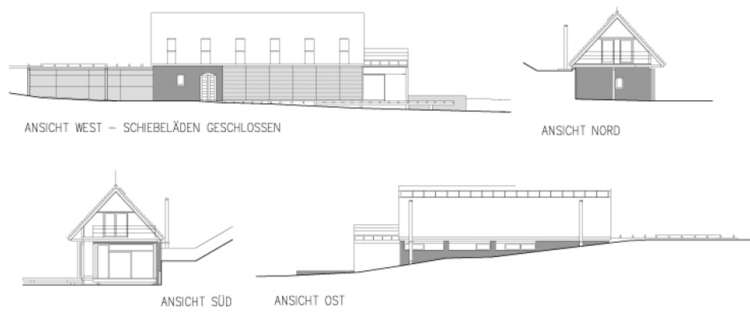 ANSICHT WEST – SCHIEBELÄDEN GESCHLOSSEN
ANSICHT NORD
ANSICHT SÜD
ANSICHT OST